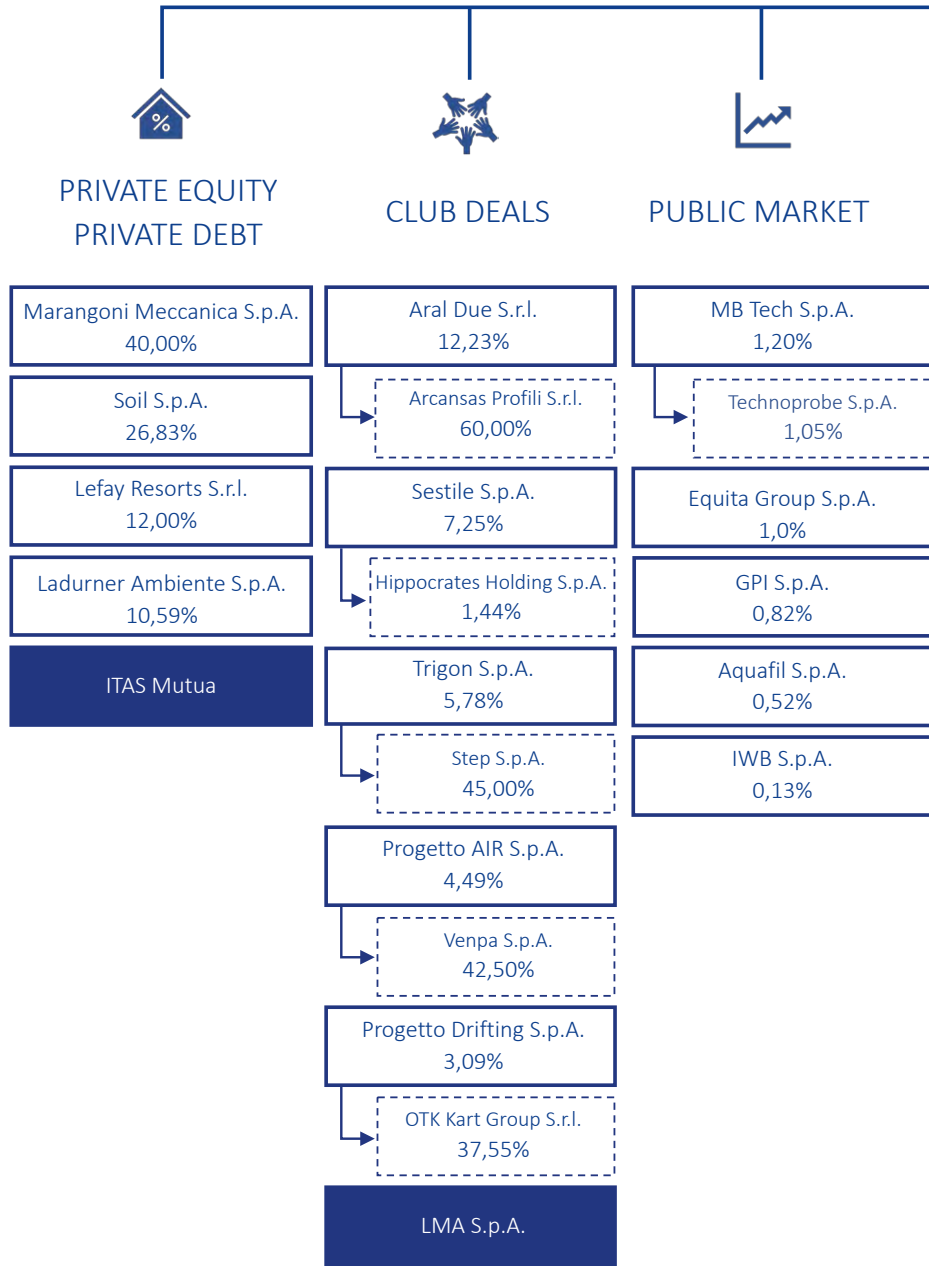 %
PRIVATE EQUITY
PRIVATE DEBT
Marangoni Meccanica S.p.A.
40,00%
Soil S.p.A.
26,83%
Lefay Resorts S.r.l.
12,00%
Ladurner Ambiente S.p.A.
10,59%
ITAS Mutua
CLUB DEALS
Aral Due S.r.l.
12,23%
Arcansas Profili S.r.l.
60,00%
Sestile S.p.A.
7,25%
Hippocrates Holding S.p.A.
1,44%
Trigon S.p.A.
5,78%
Step S.p.A.
45,00%
Progetto AIR S.p.A.
4,49%
Venpa S.p.A.
42,50%
Progetto Drifting S.p.A.
3,09%
OTK Kart Group S.r.l.
37,55%
LMA S.p.A.
PUBLIC MARKET
MB Tech S.p.A.
1,20%
Technoprobe S.p.A.
1,05%
Equita Group S.p.A.
1,0%
GPI S.p.A.
0,82%
Aquafil S.p.A.
0,52%
IWB S.p.A.
0,13%